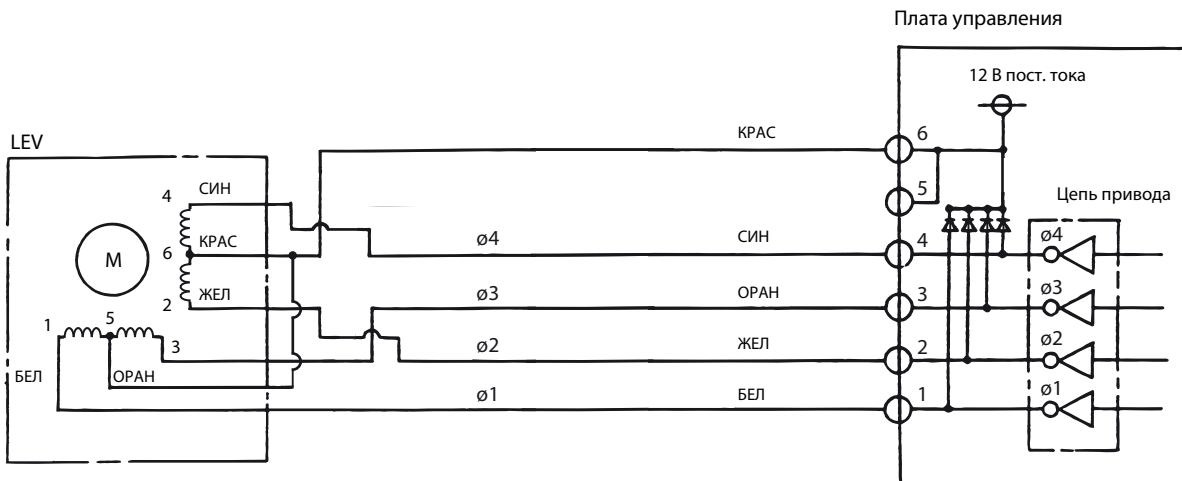 Плата управления
12 В пост. тока
LEV
КРАС
6
5
Цепь привода
4
СИН
6
КРАС
М
ø4
СИН
4
ø4
2
ЖЕЛ
ø3
ОРАН
3
ø3
1
5
3
БЕЛ
ОРАН
ø2
ЖЕЛ
2
ø2
ø1
БЕЛ
1
ø1